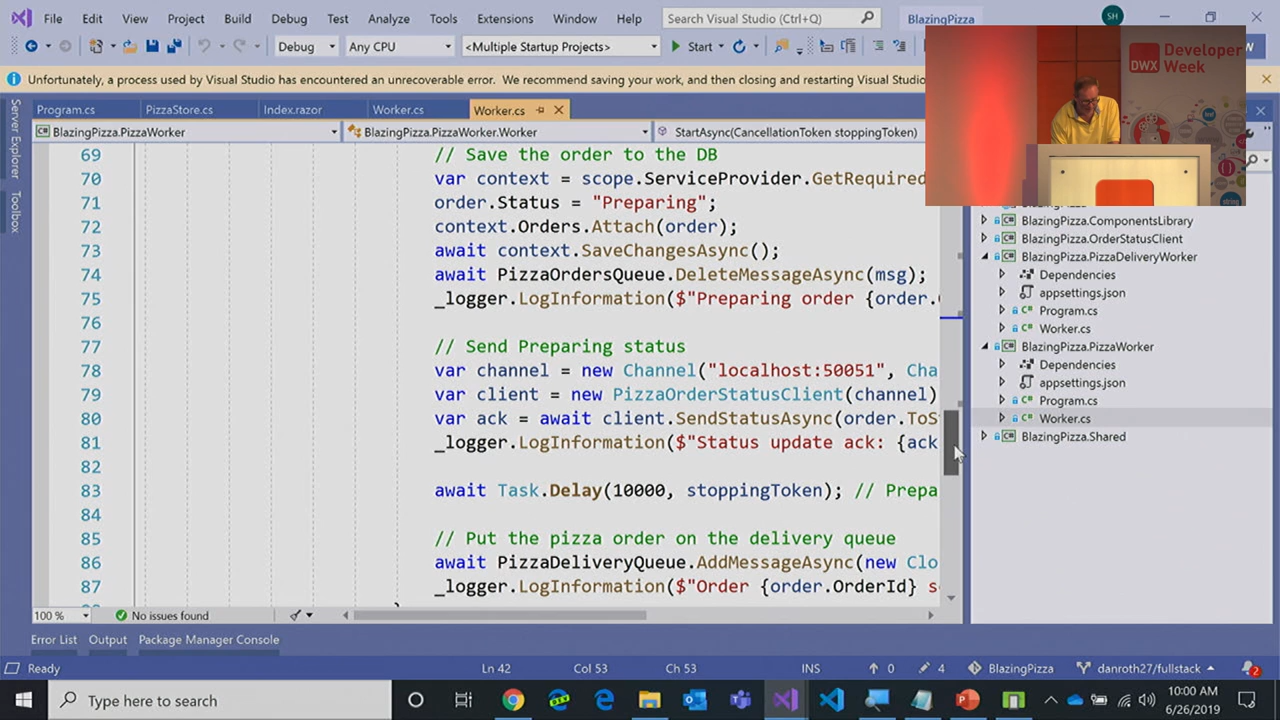 File Edit View Project Build Debug Test Analyze Tools Extensions Window Help Search Visual Studio (Ctrl+Q) BlazingPizza SH
Debug Any CPU <Multiple Startup Projects> Start
Unfortunately, a process used by Visual Studio has encountered an unrecoverable error. We recommend saving your work, and then closing and restarting Visual Studio
DWX Developer Week
Server Explorer
Toolbox
Program.cs PizzaStore.cs Index.razor Worker.cs Worker.cs
BlazingPizza.PizzaWorker BlazingPizza.PizzaWorker.Worker StartAsync(CancellationToken stoppingToken)
69 // Save the order to the DB
70 var context = scope.ServiceProvider.GetRequired
71 order.Status = "Preparing";
72 context.Orders.Attach(order);
73 await context.SaveChangesAsync();
74 await PizzaOrdersQueue.DeleteMessageAsync(msg);
75 _logger.LogInformation($"Preparing order {order.
76
77 // Send Preparing status
78 var channel = new Channel("localhost:50051", Cha
79 var client = new PizzaOrderStatusClient(channel)
80 var ack = await client.SendStatusAsync(order.ToS
81 _logger.LogInformation($"Status update ack: {ack
82
83 await Task.Delay(10000, stoppingToken); // Prepa
84
85 // Put the pizza order on the delivery queue
86 await PizzaDeliveryQueue.AddMessageAsync(new Clo
87 _logger.LogInformation($"Order {order.OrderId} s
BlazingPizza.ComponentsLibrary
BlazingPizza.OrderStatusClient
BlazingPizza.PizzaDeliveryWorker
Dependencies
appsettings.json
Program.cs
Worker.cs
BlazingPizza.PizzaWorker
Dependencies
appsettings.json
Program.cs
Worker.cs
BlazingPizza.Shared
100 % No issues found
Error List Output Package Manager Console
Ready Ln 42 Col 53 Ch 53 INS 0 4 BlazingPizza danroth27/fullstack 2
Type here to search 10:00 AM
6/26/2019